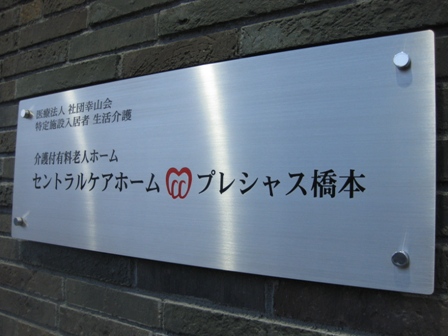 医療法人 社団幸山会
特定施設入居者 生活介護
介護付有料老人ホーム
セントラルケアホーム プレシャス橋本